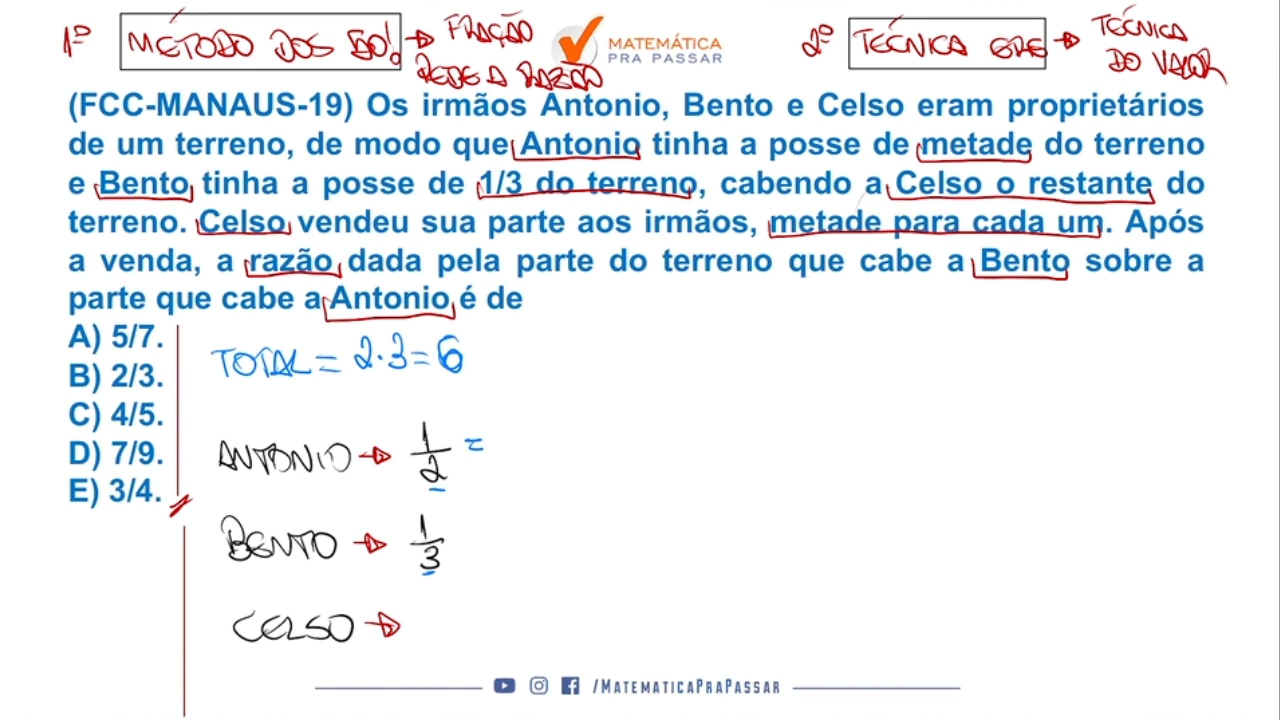 1º MÉTODO DOS 50! → FRAÇÃO
PEDE A RAZÃO
MATEMÁTICA
PRA PASSAR
2º TÉCNICA → TÉCNICA
DO VALOR
(FCC-MANAUS-19) Os irmãos Antonio, Bento e Celso eram proprietários
de um terreno, de modo que Antonio tinha a posse de metade do terreno
e Bento tinha a posse de 1/3 do terreno, cabendo a Celso o restante do
terreno. Celso vendeu sua parte aos irmãos, metade para cada um. Após
a venda, a razão dada pela parte do terreno que cabe a Bento sobre a
parte que cabe a Antonio é de
A) 5/7.
B) 2/3.
C) 4/5.
D) 7/9.
E) 3/4.
TOTAL = 2·3 = 6
ANTONIO → 1/2 =
BENTO → 1/3
CELSO →
/MatematicaPraPassar